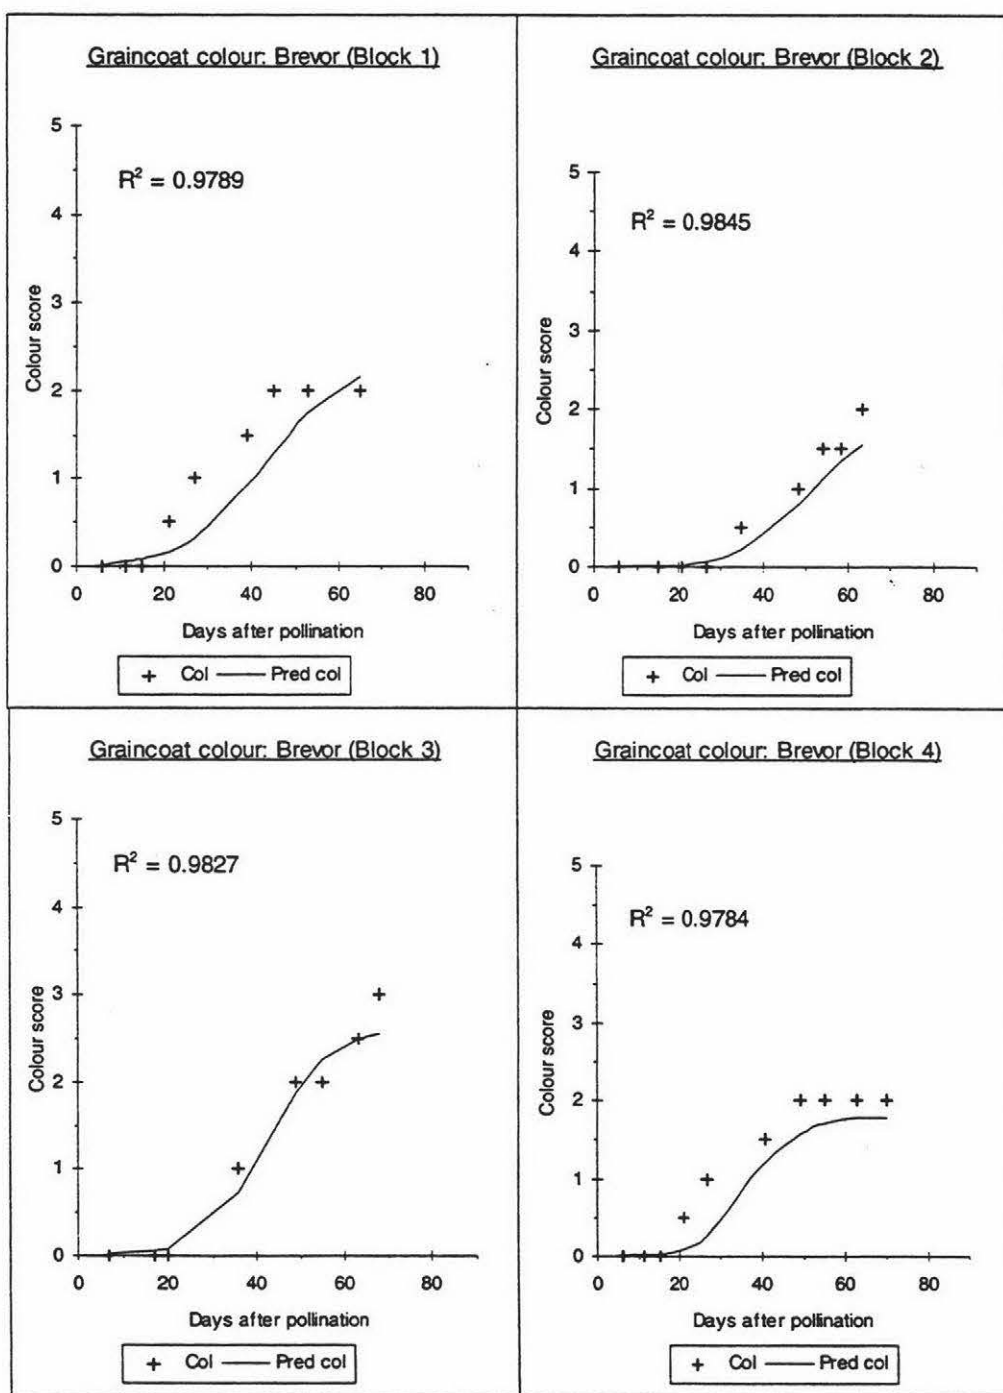 Graincoat colour: Brevor (Block 1)
R² = 0.9789
Colour score
5
4
3
2
1
0
0 20 40 60 80
Days after pollination
+ Col — Pred col
Graincoat colour: Brevor (Block 2)
R² = 0.9845
Colour score
5
4
3
2
1
0
0 20 40 60 80
Days after pollination
+ Col — Pred col
Graincoat colour: Brevor (Block 3)
R² = 0.9827
Colour score
5
4
3
2
1
0
0 20 40 60 80
Days after pollination
+ Col — Pred col
Graincoat colour: Brevor (Block 4)
R² = 0.9784
Colour score
5
4
3
2
1
0
0 20 40 60 80
Days after pollination
+ Col — Pred col